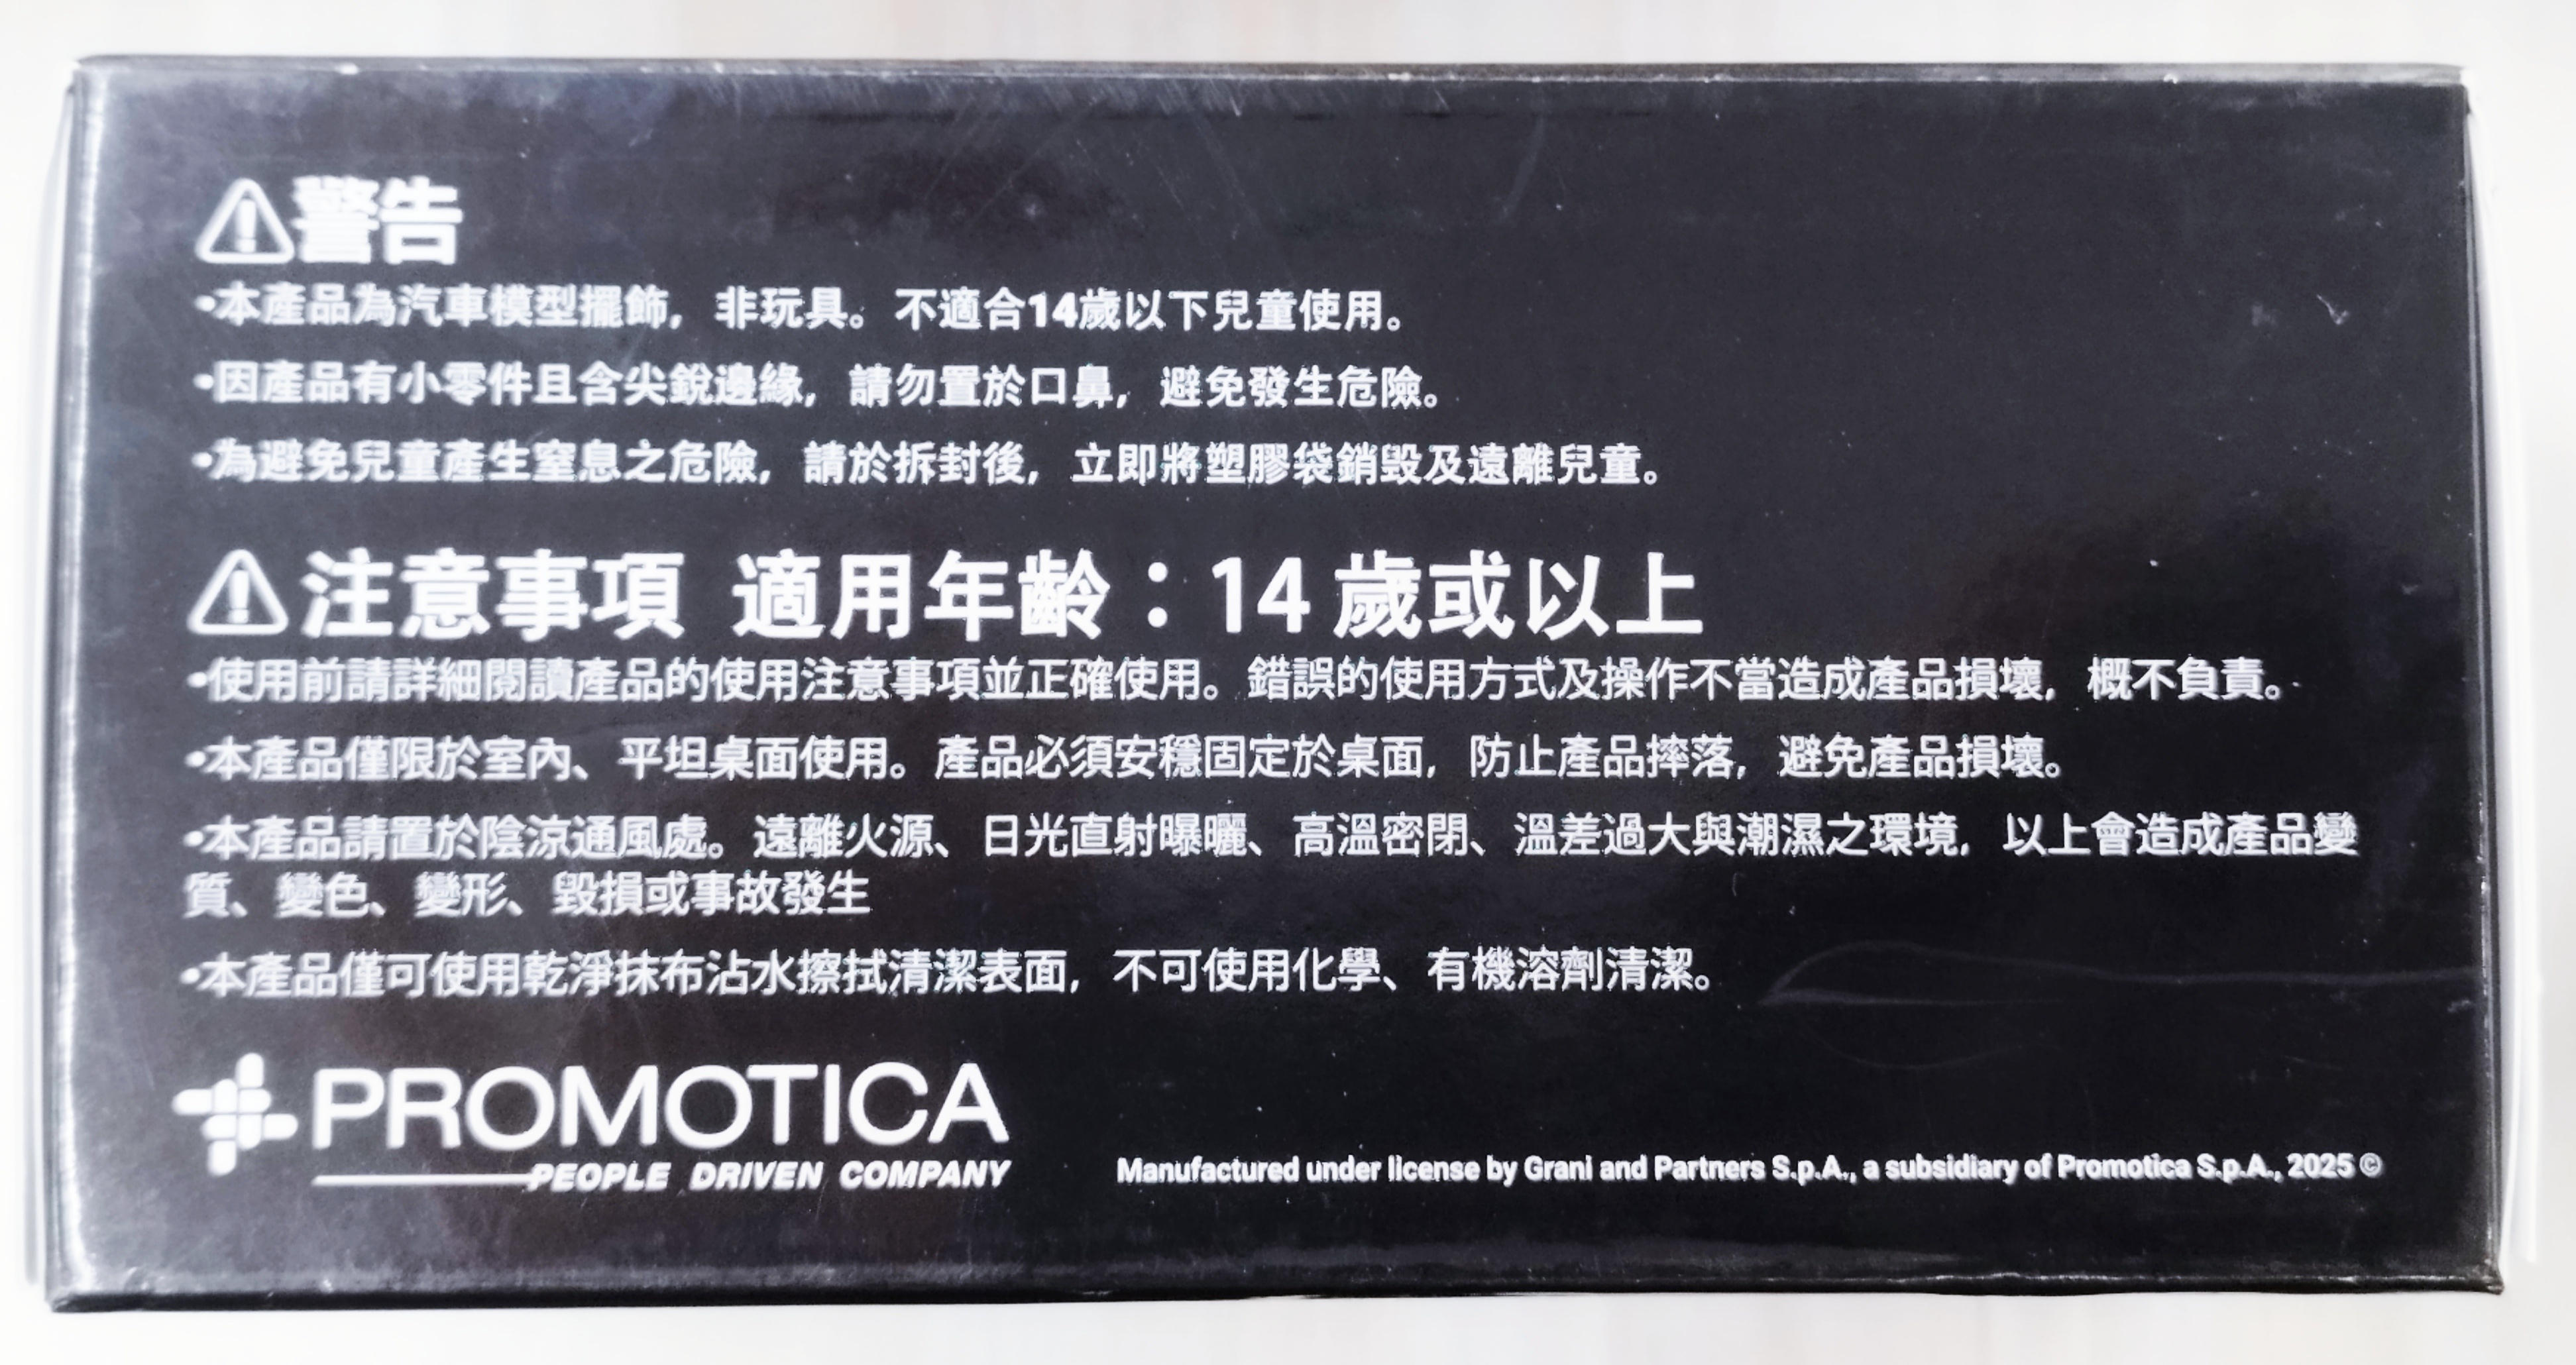 ⚠警告
•本產品為汽車模型擺飾，非玩具。不適合14歲以下兒童使用。
•因產品有小零件且含尖銳邊緣，請勿置於口鼻，避免發生危險。
•為避免兒童產生窒息之危險，請於拆封後，立即將塑膠袋銷毀及遠離兒童。
⚠注意事項 適用年齡：14 歲或以上
•使用前請詳細閱讀產品的使用注意事項並正確使用。錯誤的使用方式及操作不當造成產品損壞，概不負責。
•本產品僅限於室內、平坦桌面使用。產品必須安穩固定於桌面，防止產品摔落，避免產品損壞。
•本產品請置於陰涼通風處。遠離火源、日光直射曝曬、高溫密閉、溫差過大與潮濕之環境，以上會造成產品變
質、變色、變形、毀損或事故發生
•本產品僅可使用乾淨抹布沾水擦拭清潔表面，不可使用化學、有機溶劑清潔。
PROMOTICA
PEOPLE DRIVEN COMPANY
Manufactured under license by Grani and Partners S.p.A., a subsidiary of Promotica S.p.A., 2025 ©